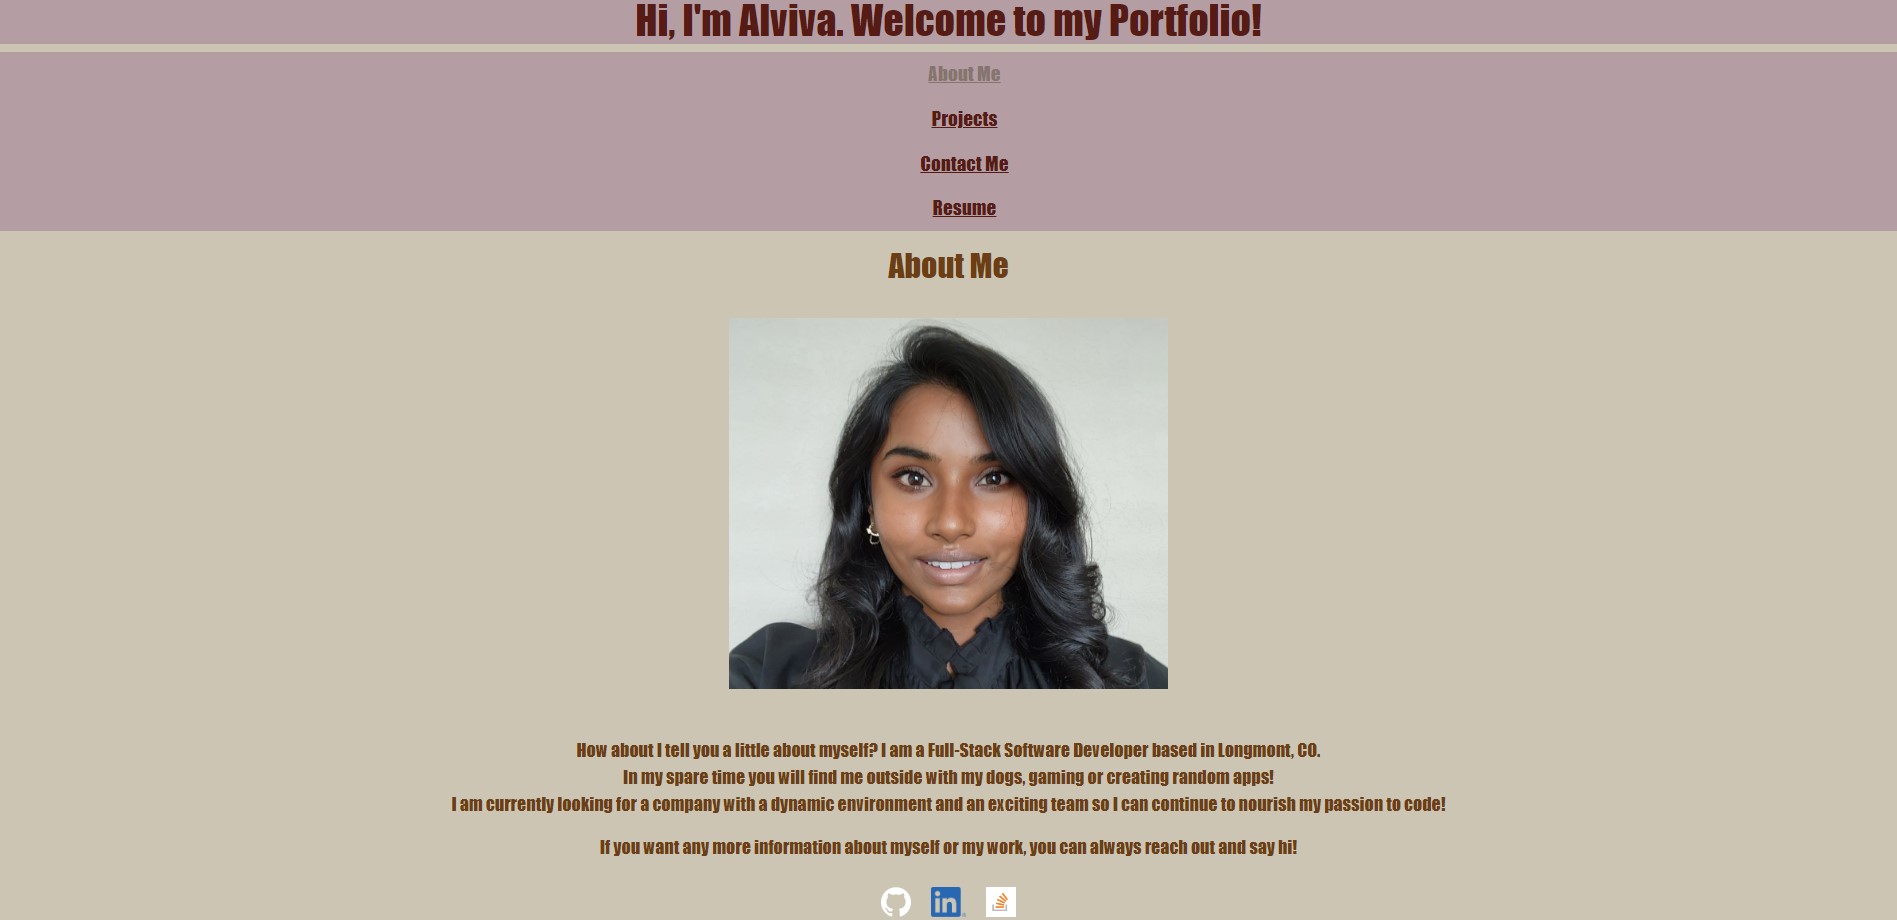 Hi, I'm Alviva. Welcome to my Portfolio!
About Me
Projects
Contact Me
Resume
About Me
How about I tell you a little about myself? I am a Full-Stack Software Developer based in Longmont, CO.
In my spare time you will find me outside with my dogs, gaming or creating random apps!
I am currently looking for a company with a dynamic environment and an exciting team so I can continue to nourish my passion to code!
If you want any more information about myself or my work, you can always reach out and say hi!
in